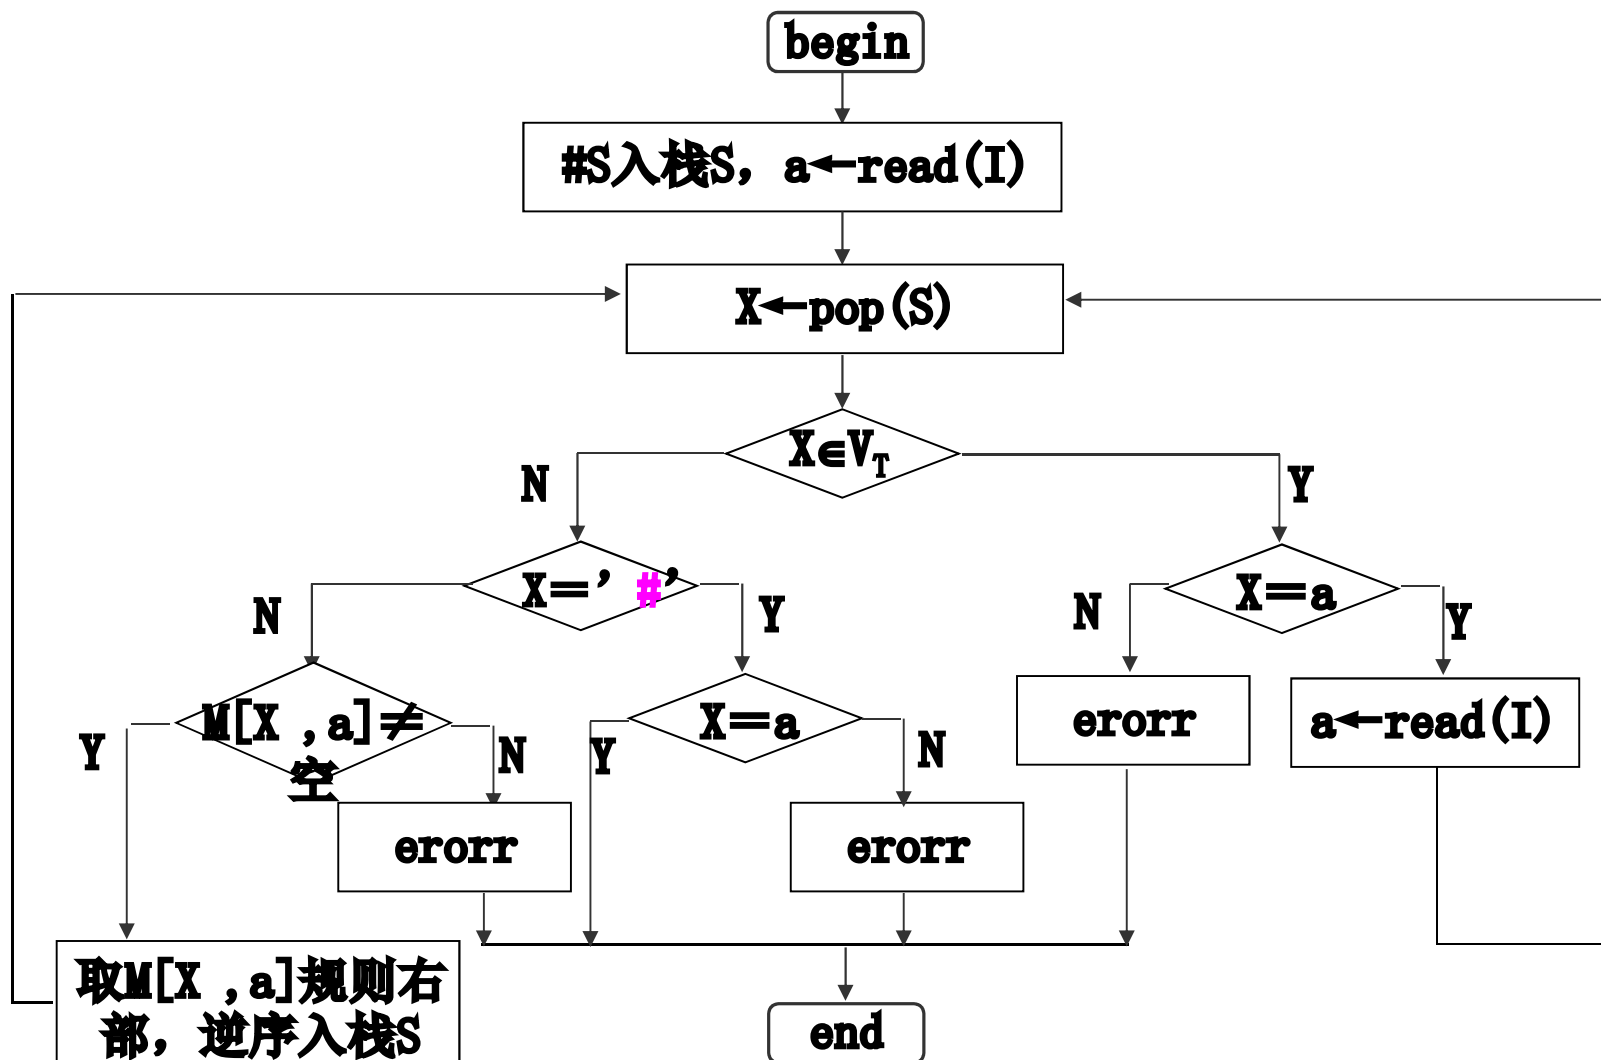 begin
#S入栈S, a←read(I)
X←pop(S)
X∈V_T
N
Y
X=’#’
X=a
N
Y
N
Y
M[X ,a]≠
空
X=a
erorr
a←read(I)
Y
N
Y
N
erorr
erorr
取M[X ,a]规则右
部, 逆序入栈S
end